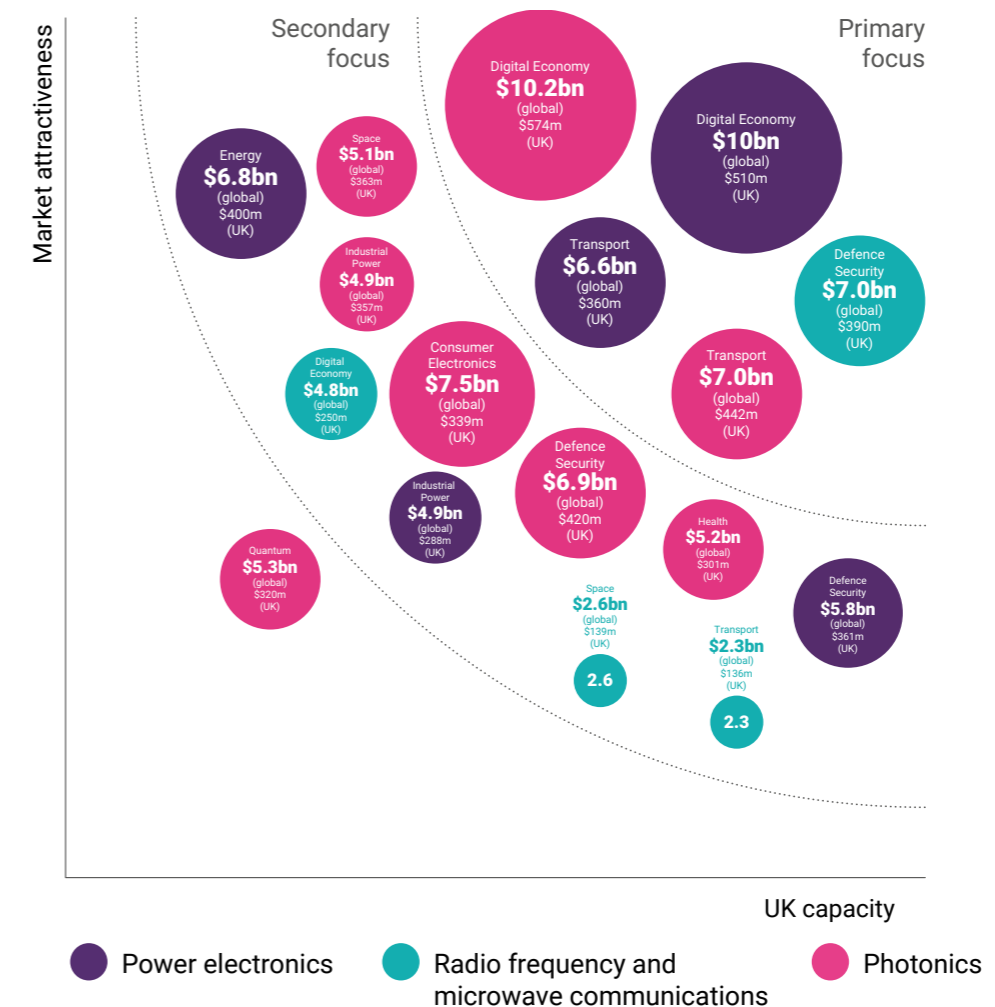 Market attractiveness
Secondary
focus
Primary
focus
Digital Economy
$10.2bn
(global)
$574m
(UK)
Digital Economy
$10bn
(global)
$510m
(UK)
Space
$5.1bn
(global)
$363m
(UK)
Energy
$6.8bn
(global)
$400m
(UK)
Transport
$6.6bn
(global)
$360m
(UK)
Defence
Security
$7.0bn
(global)
$390m
(UK)
Industrial
Power
$4.9bn
(global)
$357m
(UK)
Digital
Economy
$4.8bn
(global)
$250m
(UK)
Consumer
Electronics
$7.5bn
(global)
$339m
(UK)
Transport
$7.0bn
(global)
$442m
(UK)
Defence
Security
$6.9bn
(global)
$420m
(UK)
Industrial
Power
$4.9bn
(global)
$288m
(UK)
Health
$5.2bn
(global)
$301m
(UK)
Quantum
$5.3bn
(global)
$320m
(UK)
Defence
Security
$5.8bn
(global)
$361m
(UK)
Space
$2.6bn
(global)
$139m
(UK)
2.6
Transport
$2.3bn
(global)
$136m
(UK)
2.3
UK capacity
Power electronics
Radio frequency and
microwave communications
Photonics